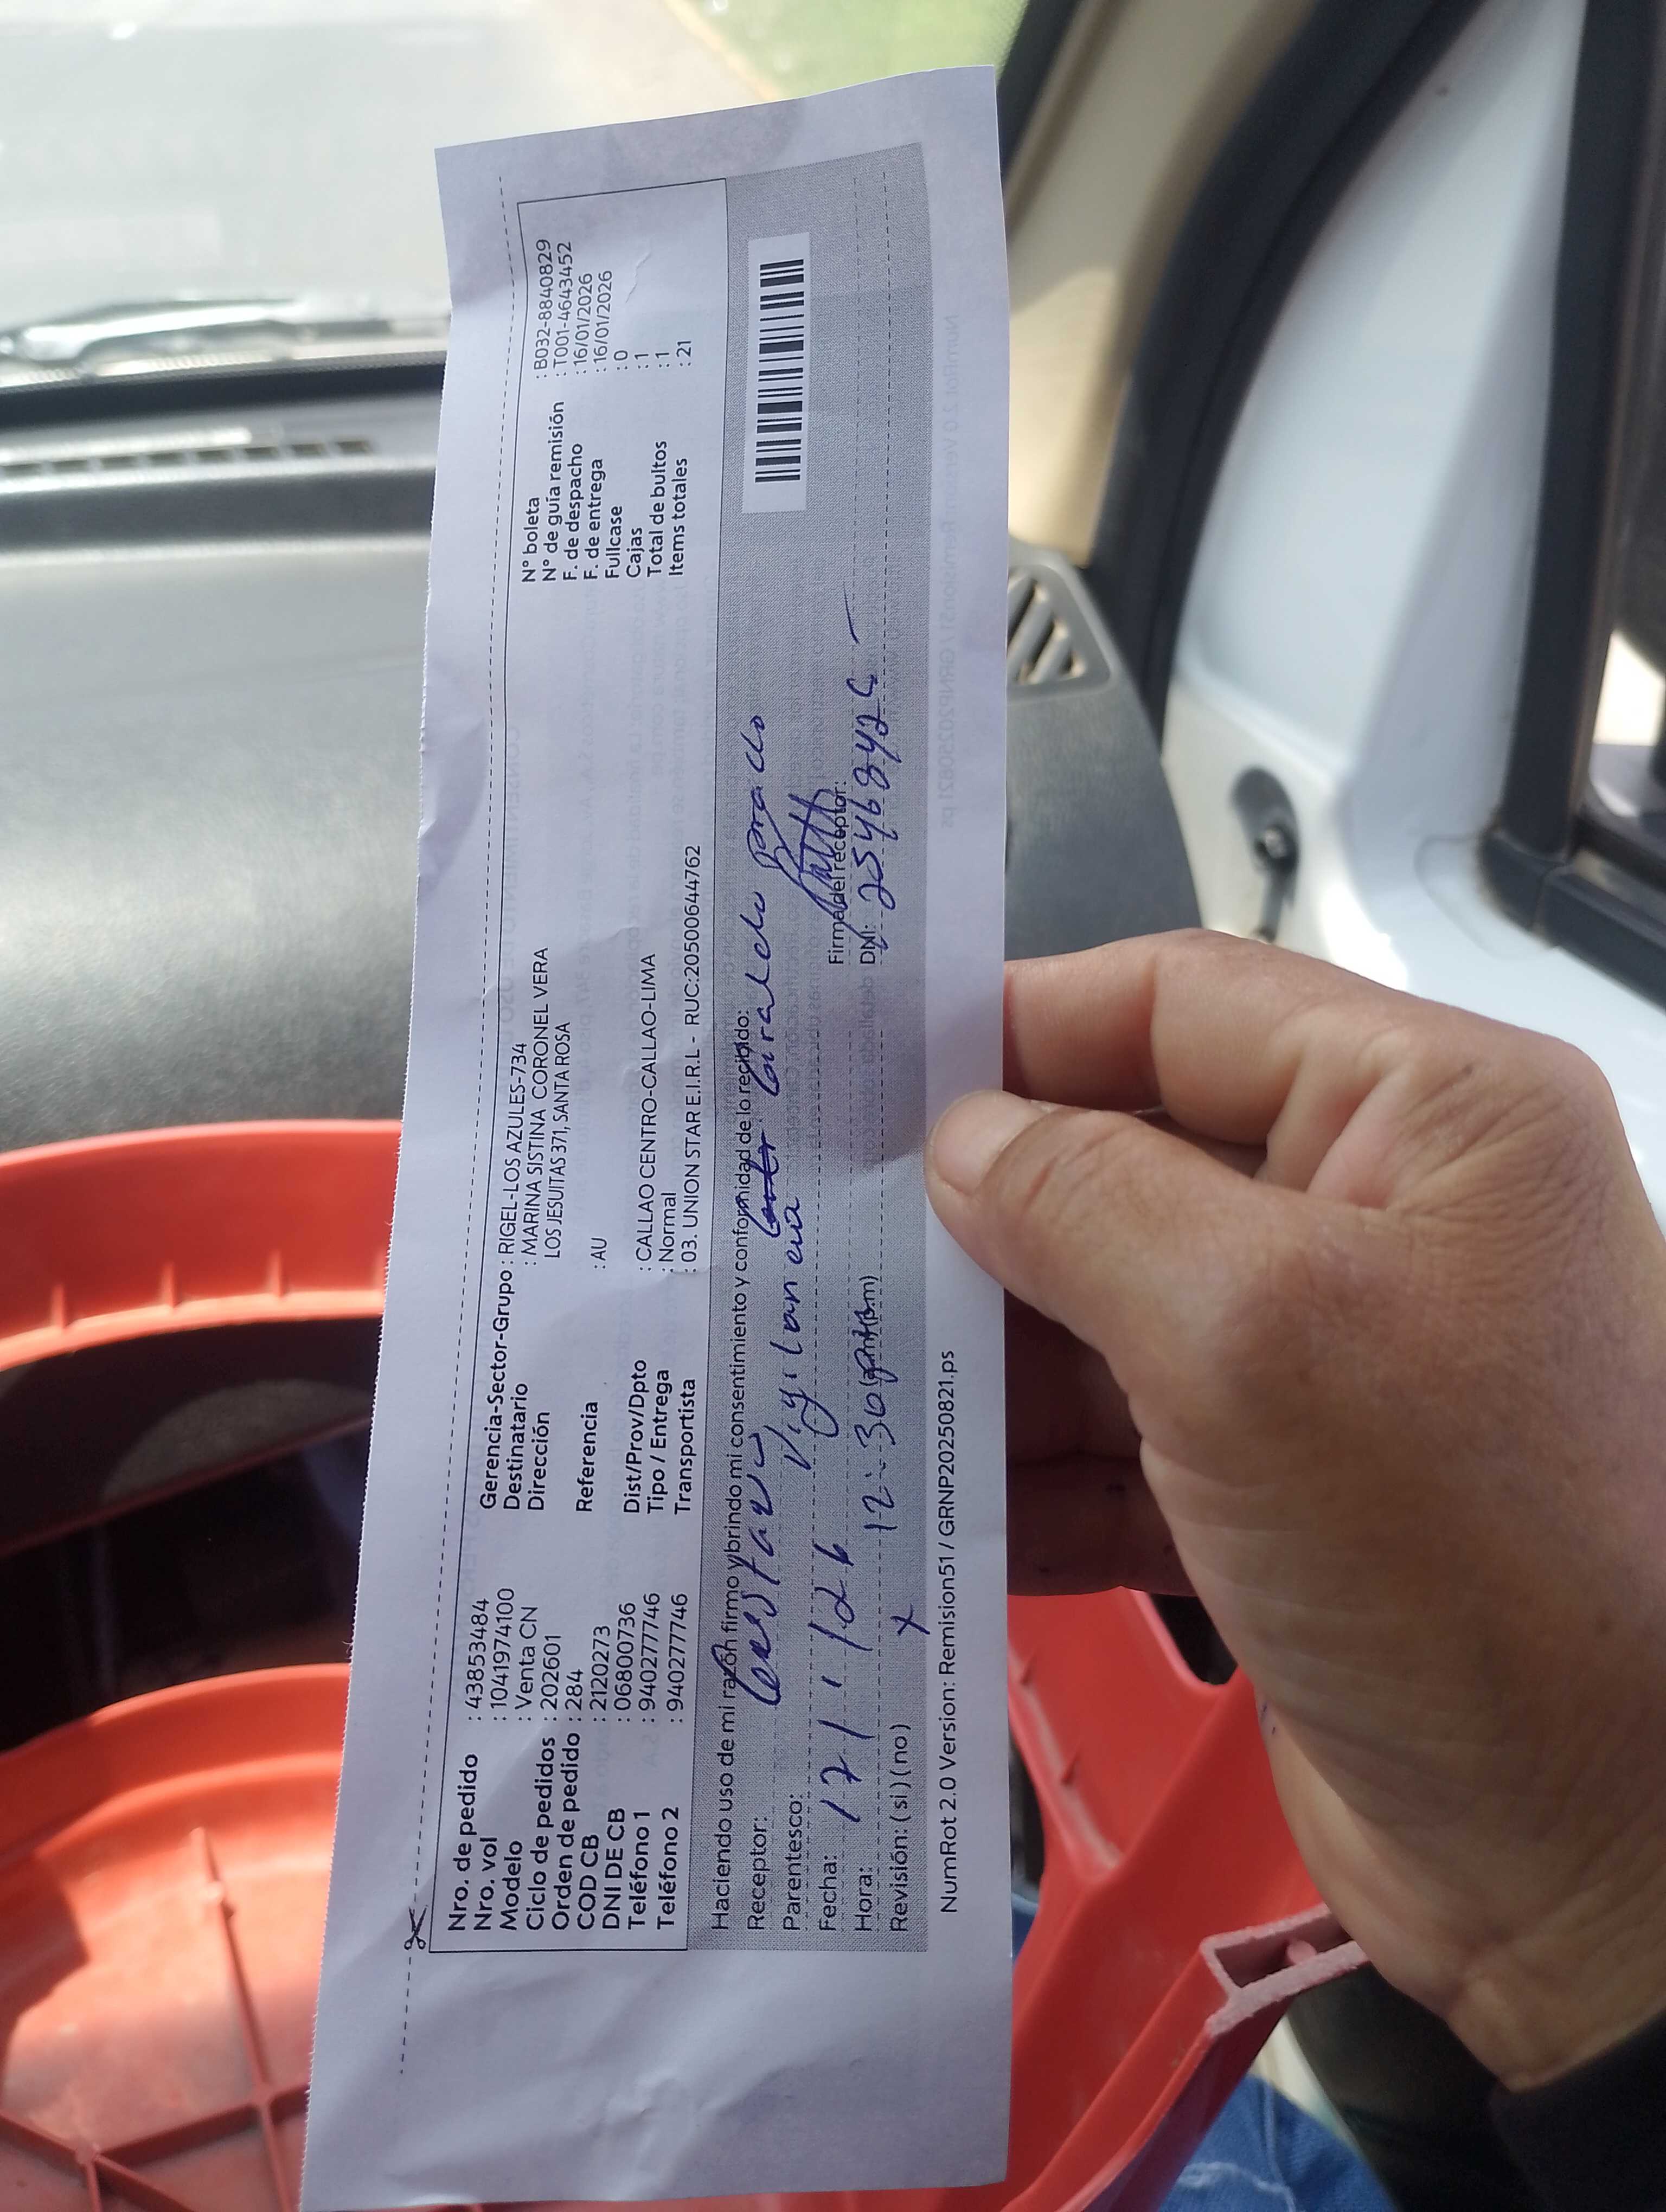 Nro. de pedido : 43853484
Nro. vol : 1041974100
Modelo : Venta CN
Ciclo de pedidos : 202601
Orden de pedido : 284
COD CB : 2120273
DNI DE CB : 06800736
Teléfono 1 : 940277746
Teléfono 2 : 940277746
Gerencia-Sector-Grupo : RIGEL-LOS AZULES-734
Destinatario : MARINA SISTINA CORONEL VERA
Dirección LOS JESUITAS 371, SANTA ROSA
Referencia : AU
Dist/Prov/Dpto : CALLAO CENTRO-CALLAO-LIMA
Tipo / Entrega : Normal
Transportista : 03. UNION STAR E.I.R.L - RUC:20500644762
N° boleta : B032-8840829
N° de guía remisión : T001-4643452
F. de despacho : 16/01/2026
F. de entrega : 16/01/2026
Fullcase : 0
Cajas : 1
Total de bultos : 1
Items totales : 21
Haciendo uso de mi razón firmo y brindo mi consentimiento y conformidad de lo recibido:
Receptor: Giraldo Prado
Parentesco: Vigilancia
Fecha: 17 / 1 / 26
Firma del receptor:
Hora: 12:30 (am) (pm)
DNI:
Revisión: (si) (no) x
NumRot 2.0 Version: Remision51 / GRNP20250821.ps